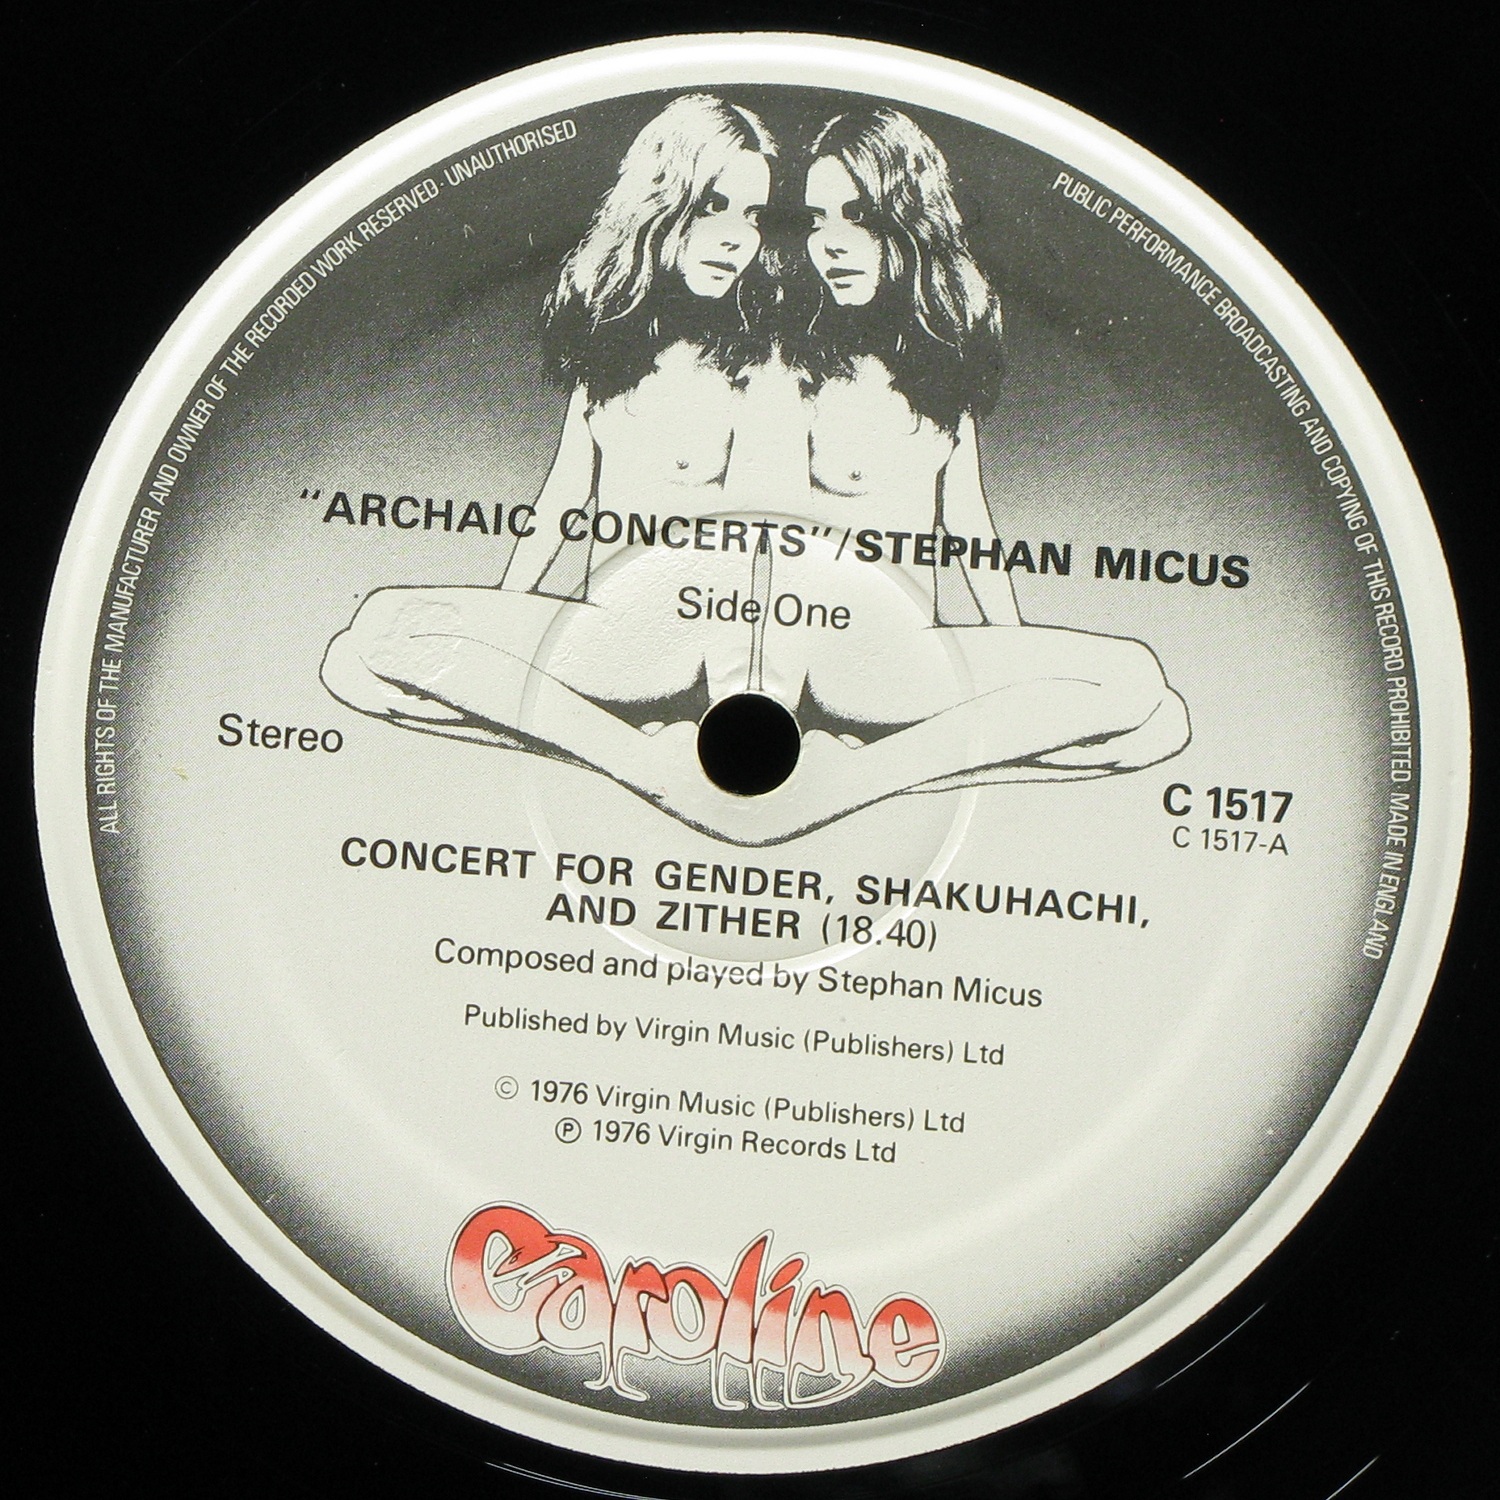 ALL RIGHTS OF THE MANUFACTURER AND OWNER OF THE RECORDED WORK RESERVED · UNAUTHORISED
PUBLIC PERFORMANCE BROADCASTING AND COPYING OF THIS RECORD PROHIBITED · MADE IN ENGLAND
"ARCHAIC CONCERTS"/STEPHAN MICUS
Side One
Stereo
C 1517
C 1517-A
CONCERT FOR GENDER, SHAKUHACHI,
AND ZITHER (18.40)
Composed and played by Stephan Micus
Published by Virgin Music (Publishers) Ltd
© 1976 Virgin Music (Publishers) Ltd
℗ 1976 Virgin Records Ltd
Caroline